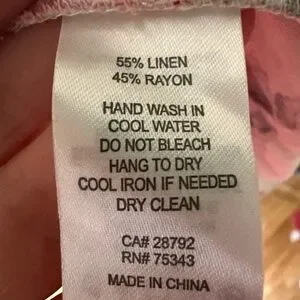 55% LINEN
45% RAYON
HAND WASH IN
COOL WATER
DO NOT BLEACH
HANG TO DRY
COOL IRON IF NEEDED
DRY CLEAN
CA# 28792
RN# 75343
MADE IN CHINA